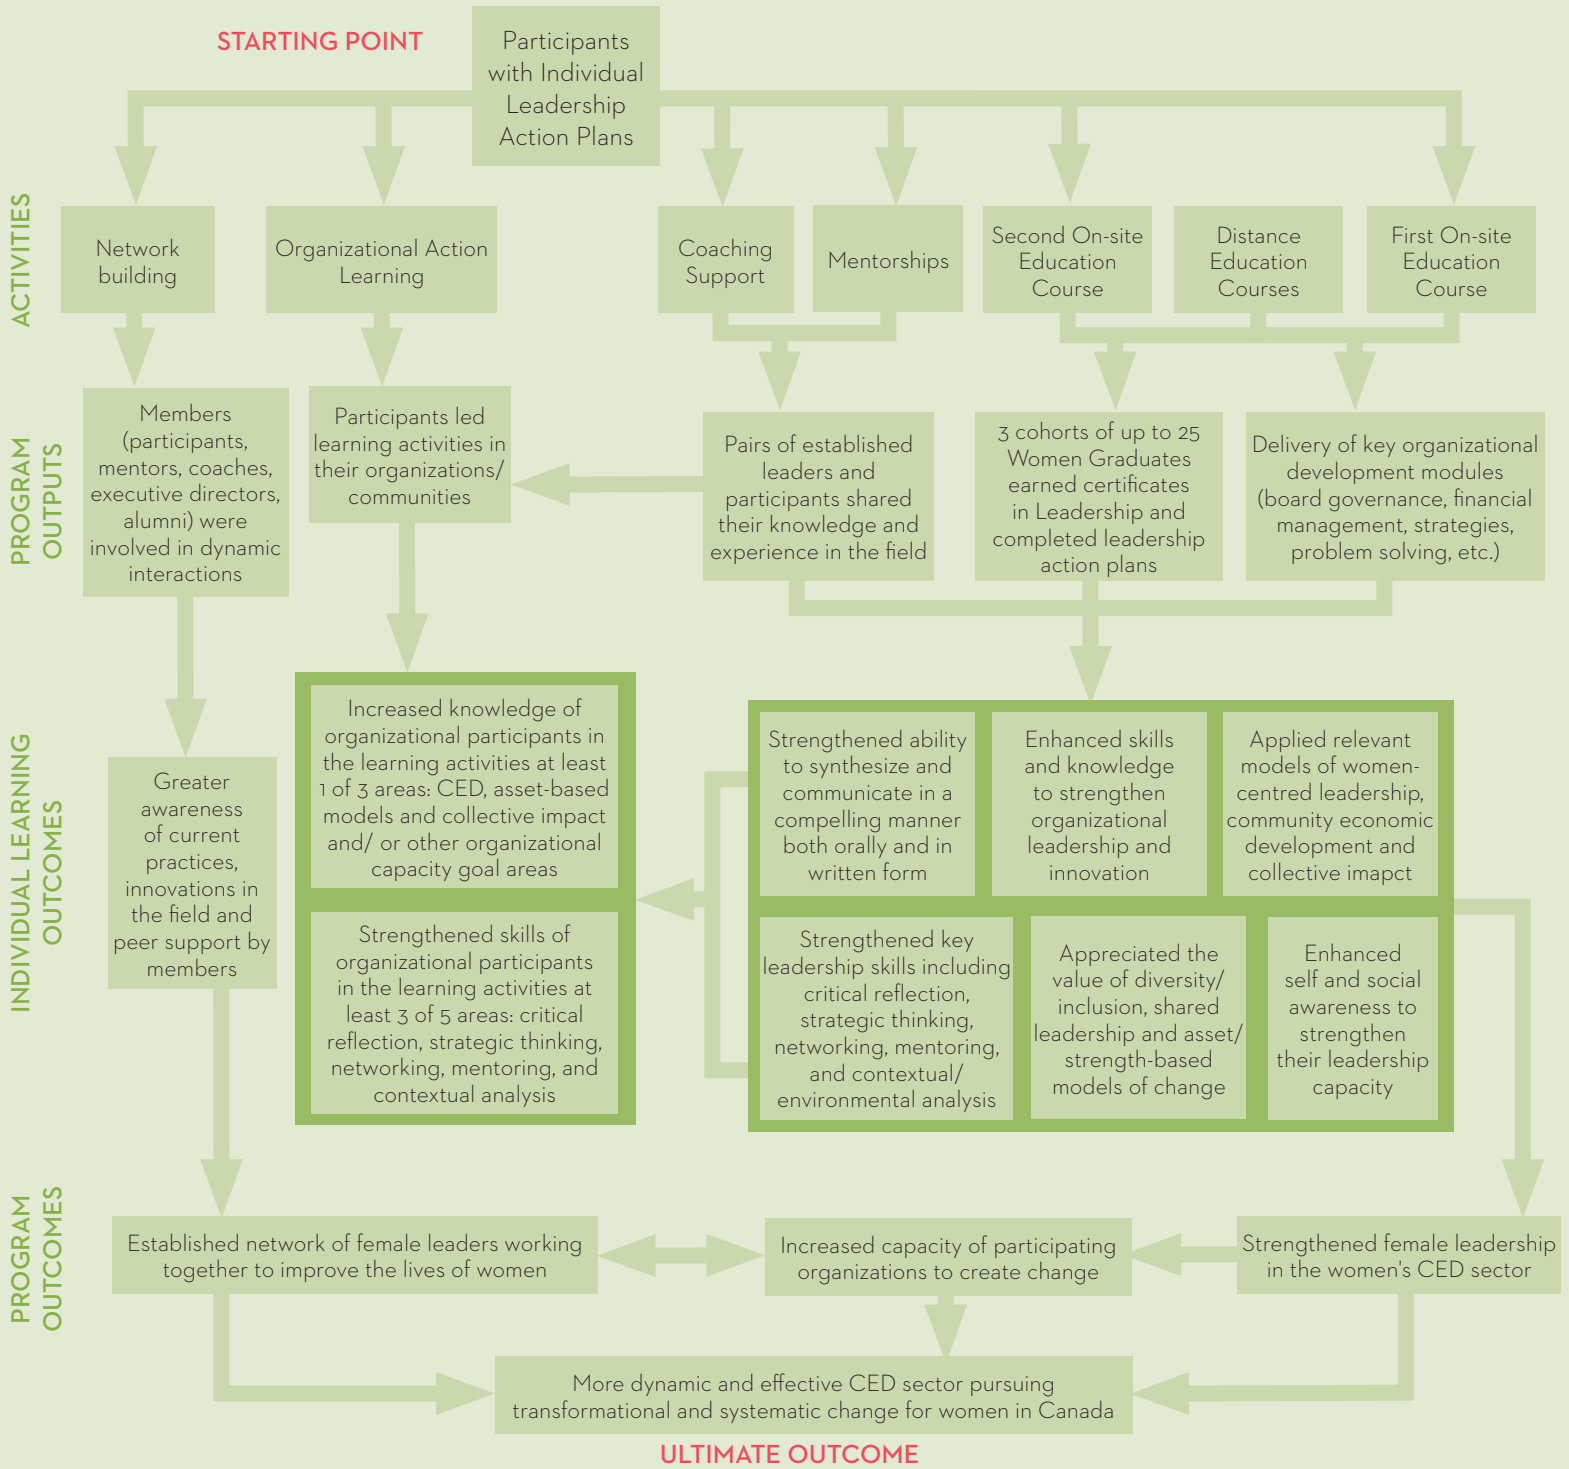 STARTING POINT
Participants
with Individual
Leadership
Action Plans
ACTIVITIES
Network
building
Organizational Action
Learning
Coaching
Support
Mentorships
Second On-site
Education
Course
Distance
Education
Courses
First On-site
Education
Course
PROGRAM
OUTPUTS
Members
(participants,
mentors, coaches,
executive directors,
alumni) were
involved in dynamic
interactions
Participants led
learning activities in
their organizations/
communities
Pairs of established
leaders and
participants shared
their knowledge and
experience in the field
3 cohorts of up to 25
Women Graduates
earned certificates
in Leadership and
completed leadership
action plans
Delivery of key organizational
development modules
(board governance, financial
management, strategies,
problem solving, etc.)
INDIVIDUAL LEARNING
OUTCOMES
Greater
awareness
of current
practices,
innovations in
the field and
peer support by
members
Increased knowledge of
organizational participants in
the learning activities at least
1 of 3 areas: CED, asset-based
models and collective impact
and/ or other organizational
capacity goal areas
Strengthened skills of
organizational participants
in the learning activities at
least 3 of 5 areas: critical
reflection, strategic thinking,
networking, mentoring, and
contextual analysis
Strengthened ability
to synthesize and
communicate in a
compelling manner
both orally and in
written form
Enhanced skills
and knowledge
to strengthen
organizational
leadership and
innovation
Applied relevant
models of women-
centred leadership,
community economic
development and
collective imapct
Strengthened key
leadership skills including
critical reflection,
strategic thinking,
networking, mentoring,
and contextual/
environmental analysis
Appreciated the
value of diversity/
inclusion, shared
leadership and asset/
strength-based
models of change
Enhanced
self and social
awareness to
strengthen
their leadership
capacity
PROGRAM
OUTCOMES
Established network of female leaders working
together to improve the lives of women
Increased capacity of participating
organizations to create change
Strengthened female leadership
in the women's CED sector
More dynamic and effective CED sector pursuing
transformational and systematic change for women in Canada
ULTIMATE OUTCOME